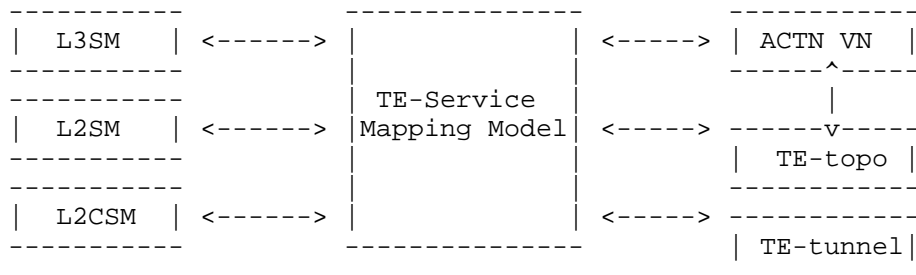 L3SM <------> <-----> ACTN VN
TE-Service
L2SM <------> Mapping Model <----->
TE-topo
L2CSM <------> <----->
TE-tunnel